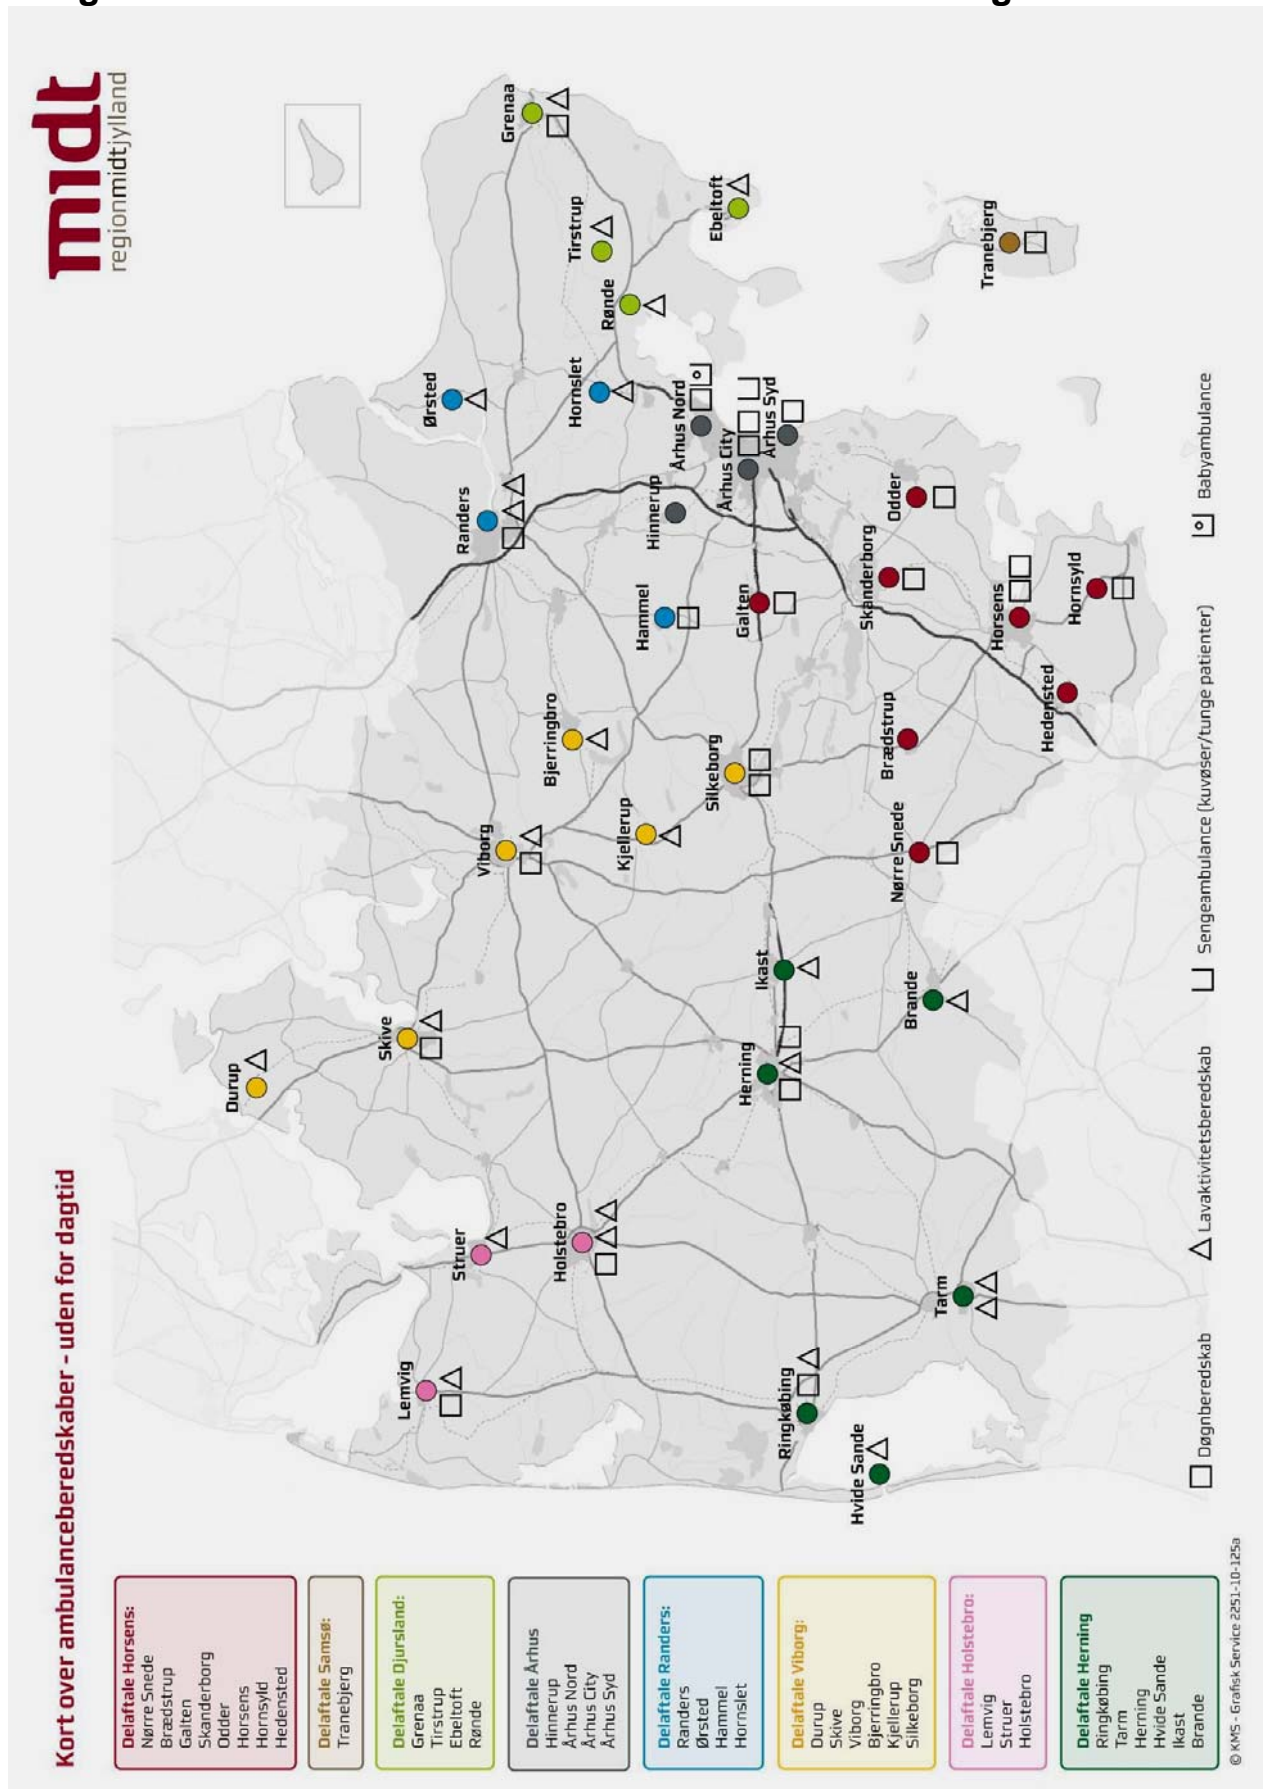 Kort over ambulanceberedskaber - uden for dagtid
midt
regionmidtjylland
Delaftale Horsens:
Nørre Snede
Brædstrup
Galten
Skanderborg
Odder
Horsens
Hornsyld
Hedensted
Delaftale Samsø:
Tranebjerg
Delaftale Djursland:
Grenaa
Tirstrup
Ebeltoft
Rønde
Delaftale Århus
Hinnerup
Århus Nord
Århus City
Århus Syd
Delaftale Randers:
Randers
Ørsted
Hammel
Hornslet
Delaftale Viborg:
Durup
Skive
Viborg
Bjerringbro
Kjellerup
Silkeborg
Delaftale Holstebro:
Lemvig
Struer
Holstebro
Delaftale Herning
Ringkøbing
Tarm
Herning
Hvide Sande
Ikast
Brande
Durup
Skive
Lemvig
Struer
Holstebro
Viborg
Bjerringbro
Kjellerup
Silkeborg
Randers
Ørsted
Hammel
Hornslet
Grenaa
Tirstrup
Rønde
Ebeltoft
Hinnerup
Århus Nord
Århus City
Århus Syd
Tranebjerg
Galten
Skanderborg
Odder
Horsens
Hornsyld
Hedensted
Brædstrup
Nørre Snede
Ikast
Herning
Brande
Tarm
Ringkøbing
Hvide Sande
Døgnberedskab
Lavaktivitetsberedskab
Sengeambulance (kuvøser/tunge patienter)
Babyambulance
© KMS - Grafisk Service 2251-10-125a